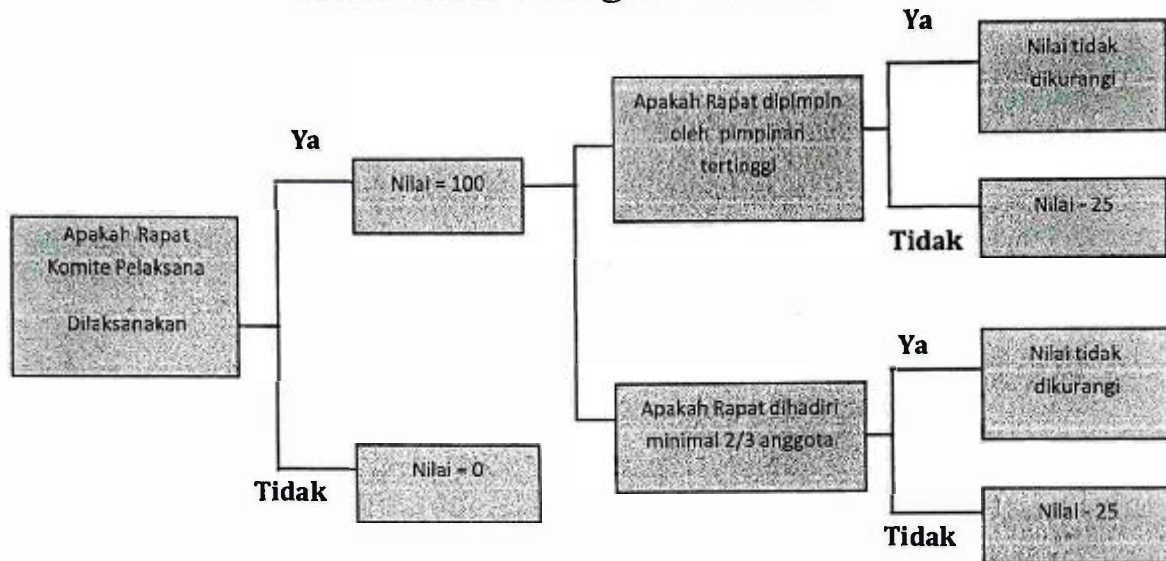 Ya
Nilai tidak
dikurangi
Apakah Rapat dipimpin
oleh pimpinan
tertinggi
Ya
Nilai = 100
Nilai - 25
Tidak
Apakah Rapat
Komite Pelaksana
Dilaksanakan
Ya
Nilai tidak
dikurangi
Apakah Rapat dihadiri
minimal 2/3 anggota
Nilai = 0
Tidak
Nilai - 25
Tidak